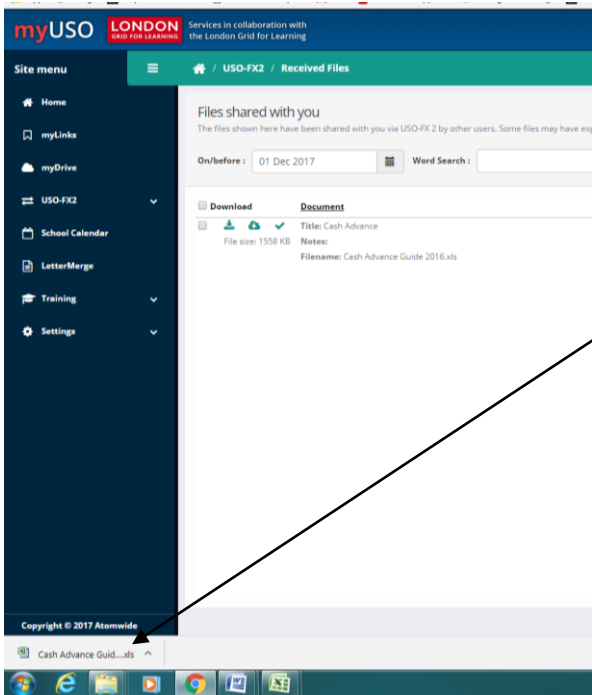 myUSO
LONDON
GRID FOR LEARNING
Services in collaboration with
the London Grid for Learning
Site menu
/ USO-FX2 / Received Files
Home
myLinks
myDrive
USO-FX2
School Calendar
LetterMerge
Training
Settings
Files shared with you
The files shown here have been shared with you via USO-FX 2 by other users. Some files may have exp
On/before : 01 Dec 2017 Word Search :
Download Document
Title: Cash Advance
File size: 1558 KB Notes:
Filename: Cash Advance Guide 2016.xls
Copyright © 2017 Atomwide
Cash Advance Guid....xls